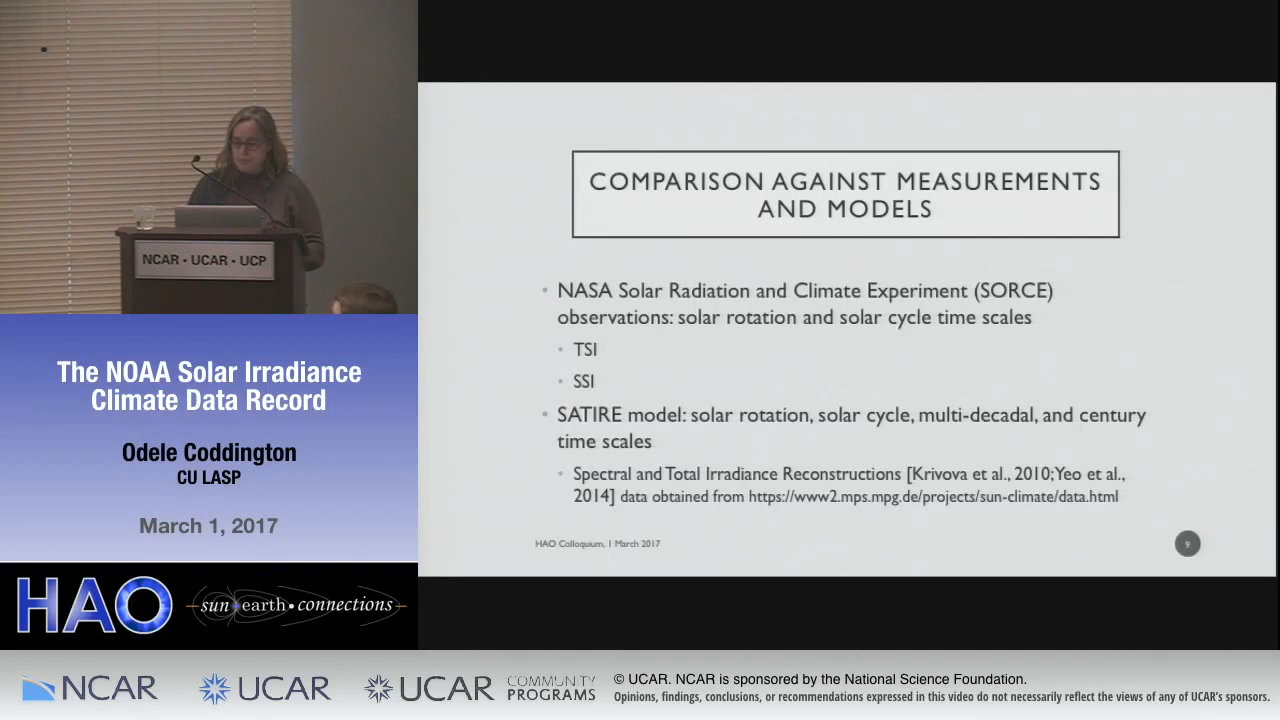 NCAR • UCAR • UCP
The NOAA Solar Irradiance
Climate Data Record
Odele Coddington
CU LASP
March 1, 2017
HAO
sun earth • connections
COMPARISON AGAINST MEASUREMENTS
AND MODELS
• NASA Solar Radiation and Climate Experiment (SORCE)
observations: solar rotation and solar cycle time scales
• TSI
• SSI
• SATIRE model: solar rotation, solar cycle, multi-decadal, and century
time scales
• Spectral and Total Irradiance Reconstructions [Krivova et al., 2010; Yeo et al.,
2014] data obtained from https://www2.mps.mpg.de/projects/sun-climate/data.html
HAO Colloquium, 1 March 2017
9
NCAR
UCAR
UCAR
COMMUNITY
PROGRAMS
© UCAR. NCAR is sponsored by the National Science Foundation.
Opinions, findings, conclusions, or recommendations expressed in this video do not necessarily reflect the views of any of UCAR's sponsors.